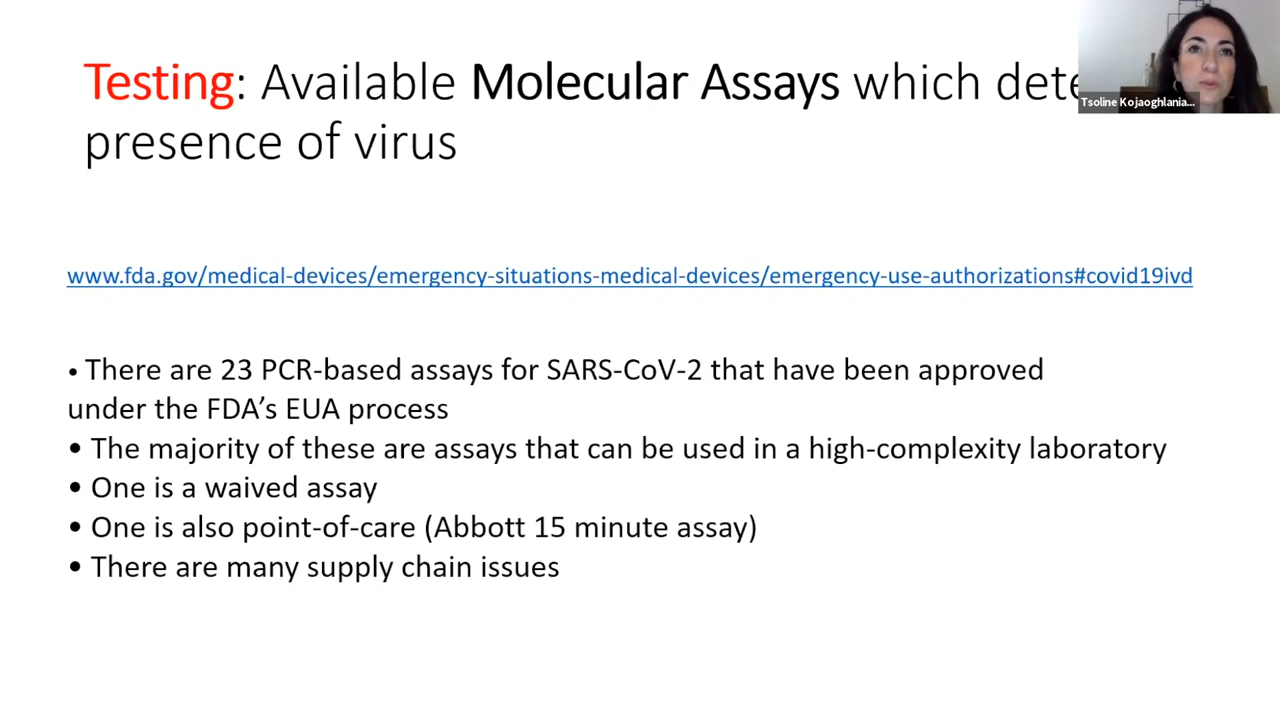 Testing: Available Molecular Assays which dete
presence of virus
Tsoline Kojaoghlania...
www.fda.gov/medical-devices/emergency-situations-medical-devices/emergency-use-authorizations#covid19ivd
• There are 23 PCR-based assays for SARS-CoV-2 that have been approved
under the FDA’s EUA process
• The majority of these are assays that can be used in a high-complexity laboratory
• One is a waived assay
• One is also point-of-care (Abbott 15 minute assay)
• There are many supply chain issues